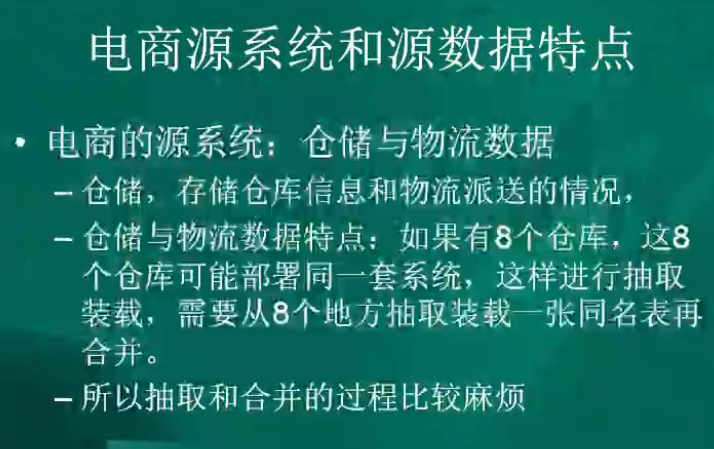 电商源系统和源数据特点
• 电商的源系统：仓储与物流数据
– 仓储，存储仓库信息和物流派送的情况，
– 仓储与物流数据特点：如果有8个仓库，这8
个仓库可能部署同一套系统，这样进行抽取
装载，需要从8个地方抽取装载一张同名表再
合并。
– 所以抽取和合并的过程比较麻烦